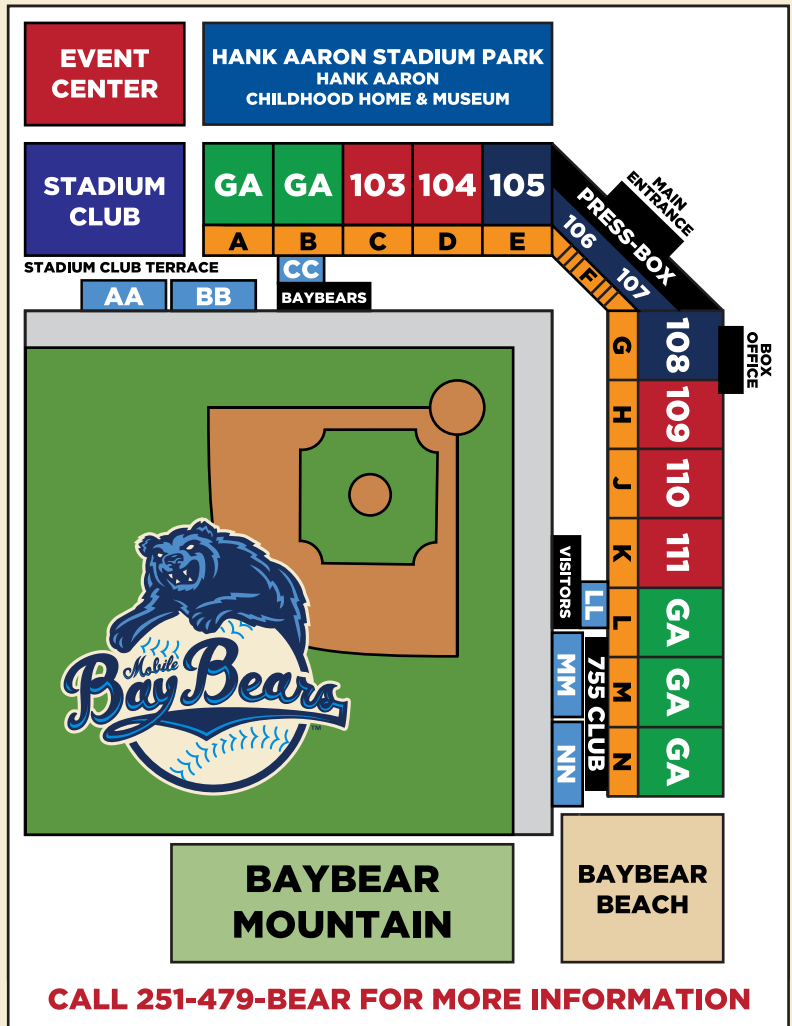 EVENT
CENTER
HANK AARON STADIUM PARK
HANK AARON
CHILDHOOD HOME & MUSEUM
STADIUM
CLUB
GA
GA
103
104
105
A
B
C
D
E
MAIN
ENTRANCE
PRESS-BOX
106
107
F
STADIUM CLUB TERRACE
AA
BB
CC
BAYBEARS
G
108
BOX
OFFICE
H
109
J
110
K
111
VISITORS
LL
L
GA
MM
755 CLUB
M
GA
NN
N
GA
Mobile
BayBears
TM
BAYBEAR
MOUNTAIN
BAYBEAR
BEACH
CALL 251-479-BEAR FOR MORE INFORMATION